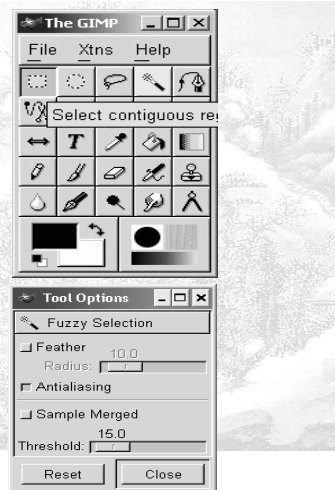 The GIMP
File Xtns Help
Select contiguous re
T
Tool Options
Fuzzy Selection
Feather
10.0
Radius:
Antialiasing
Sample Merged
15.0
Threshold:
Reset Close